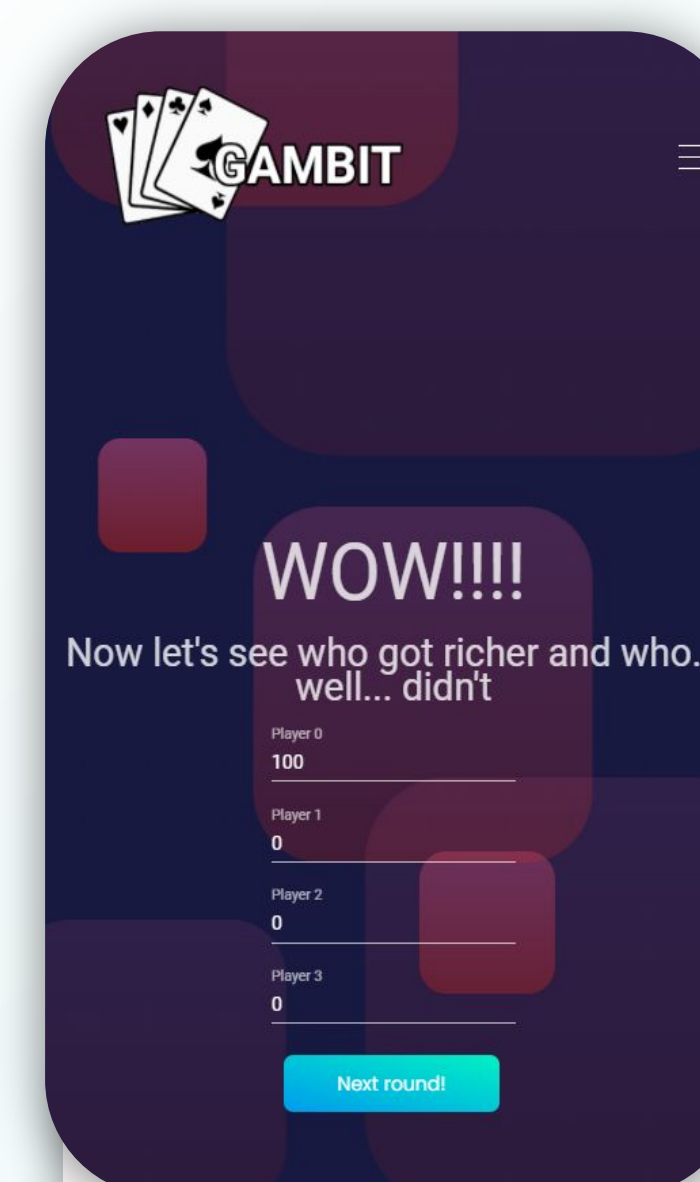 GAMBIT
WOW!!!!
Now let's see who got richer and who.
well... didn't
Player 0
100
Player 1
0
Player 2
0
Player 3
0
Next round!